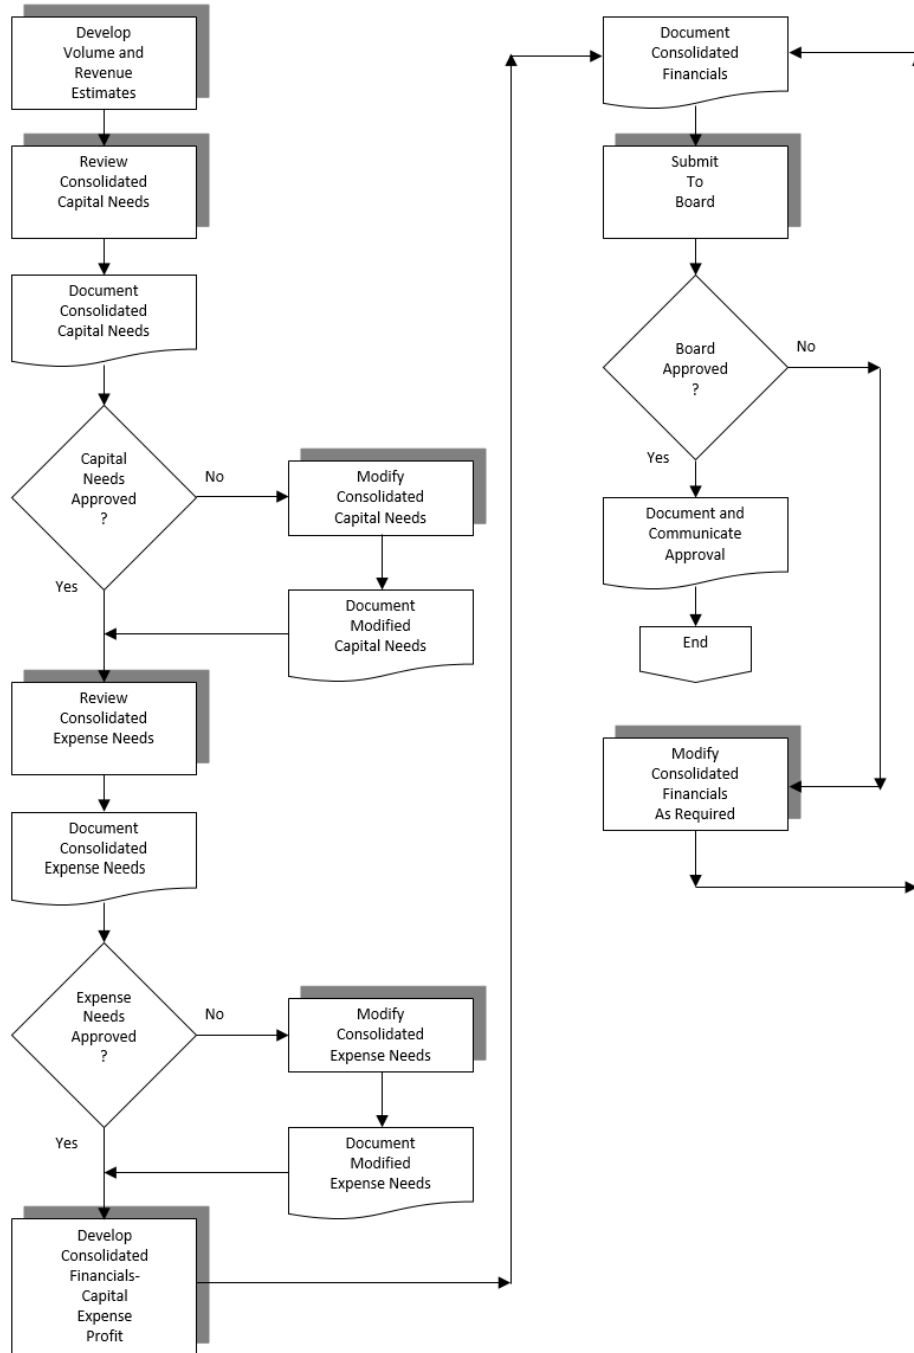 Develop
Volume and
Revenue
Estimates
Review
Consolidated
Capital Needs
Document
Consolidated
Capital Needs
Capital
Needs
Approved
?
No
Yes
Modify
Consolidated
Capital Needs
Document
Modified
Capital Needs
Review
Consolidated
Expense Needs
Document
Consolidated
Expense Needs
Expense
Needs
Approved
?
No
Yes
Modify
Consolidated
Expense Needs
Document
Modified
Expense Needs
Develop
Consolidated
Financials-
Capital
Expense
Profit
Document
Consolidated
Financials
Submit
To
Board
Board
Approved
?
No
Yes
Document and
Communicate
Approval
End
Modify
Consolidated
Financials
As Required